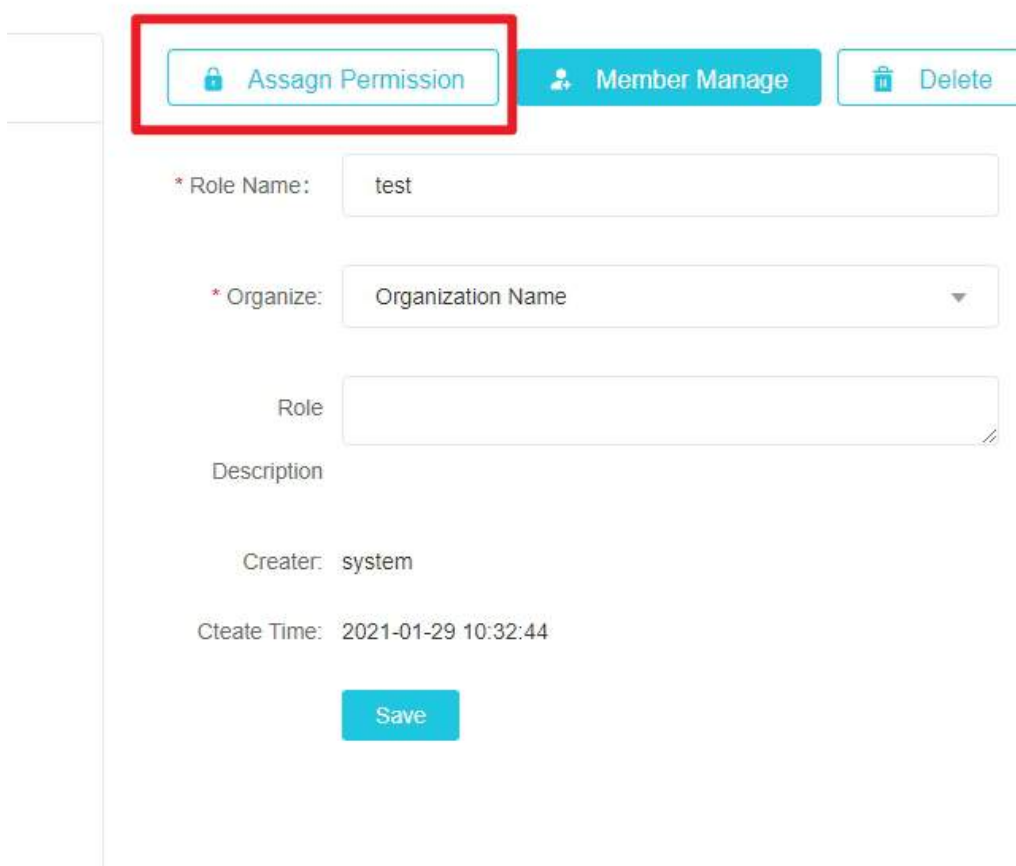 Assagn Permission Member Manage Delete
* Role Name: test
* Organize: Organization Name
Role
Description
Creater: system
Cteate Time: 2021-01-29 10:32:44
Save